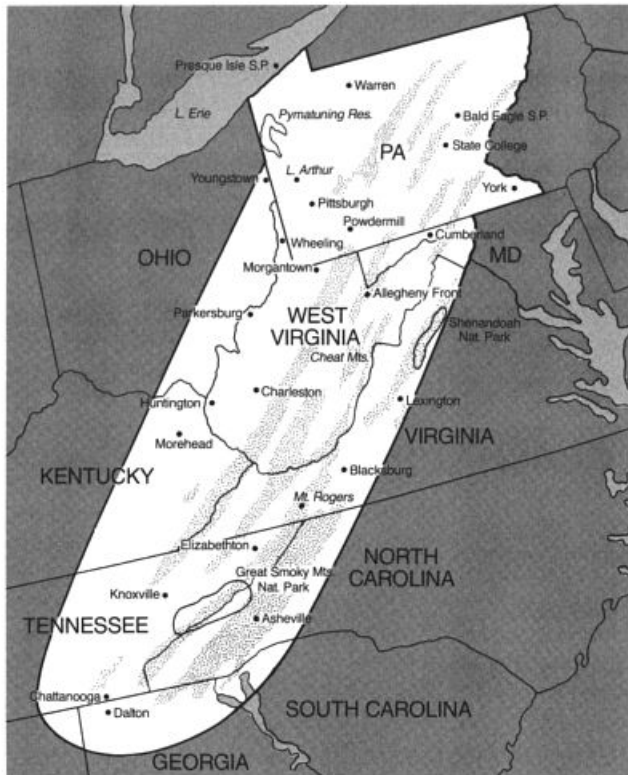 Presque Isle S.P.
Warren
L. Erie
Pymatuning Res.
Bald Eagle S.P.
PA
State College
L. Arthur
Youngstown
York
Pittsburgh
Powdermill
Cumberland
Wheeling
OHIO
MD
Morgantown
Allegheny Front
Parkersburg
WEST
VIRGINIA
Shenandoah
Nat. Park
Cheat Mts.
Charleston
Huntington
Lexington
Morehead
VIRGINIA
KENTUCKY
Blacksburg
Mt. Rogers
Elizabethton
NORTH
CAROLINA
Great Smoky Mts.
Nat. Park
Knoxville
TENNESSEE
Asheville
Chattanooga
Dalton
SOUTH CAROLINA
GEORGIA